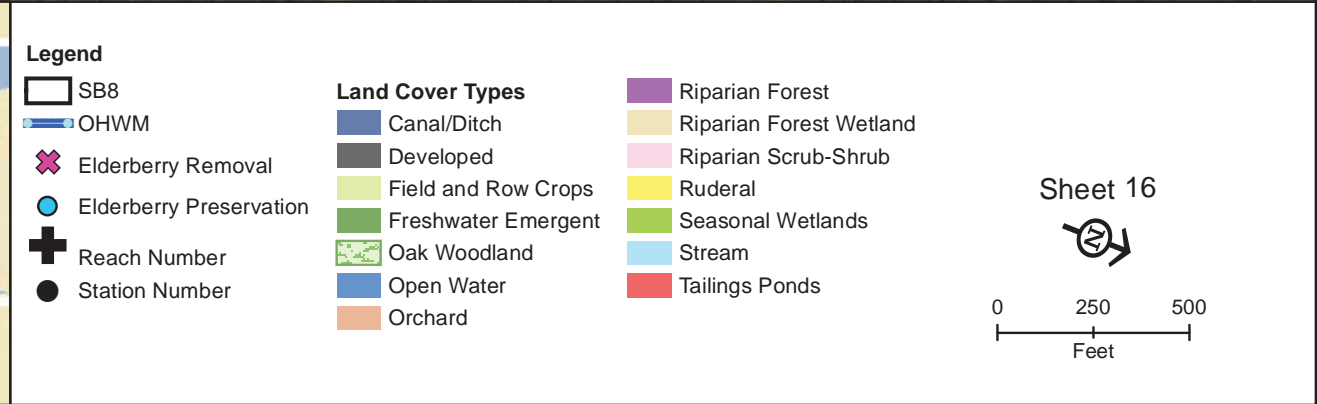 Legend
SB8
OHWM
Elderberry Removal
Elderberry Preservation
Reach Number
Station Number
Land Cover Types
Canal/Ditch
Developed
Field and Row Crops
Freshwater Emergent
Oak Woodland
Open Water
Orchard
Riparian Forest
Riparian Forest Wetland
Riparian Scrub-Shrub
Ruderal
Seasonal Wetlands
Stream
Tailings Ponds
Sheet 16
N
0 250 500
Feet